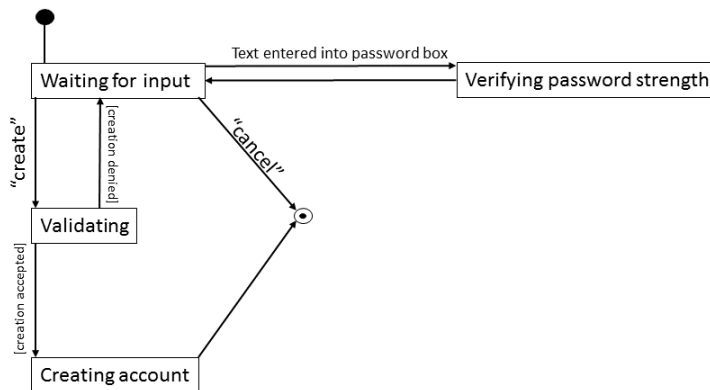 Text entered into password box
Waiting for input
Verifying password strength
"create"
[creation denied]
"cancel"
Validating
[creation accepted]
Creating account